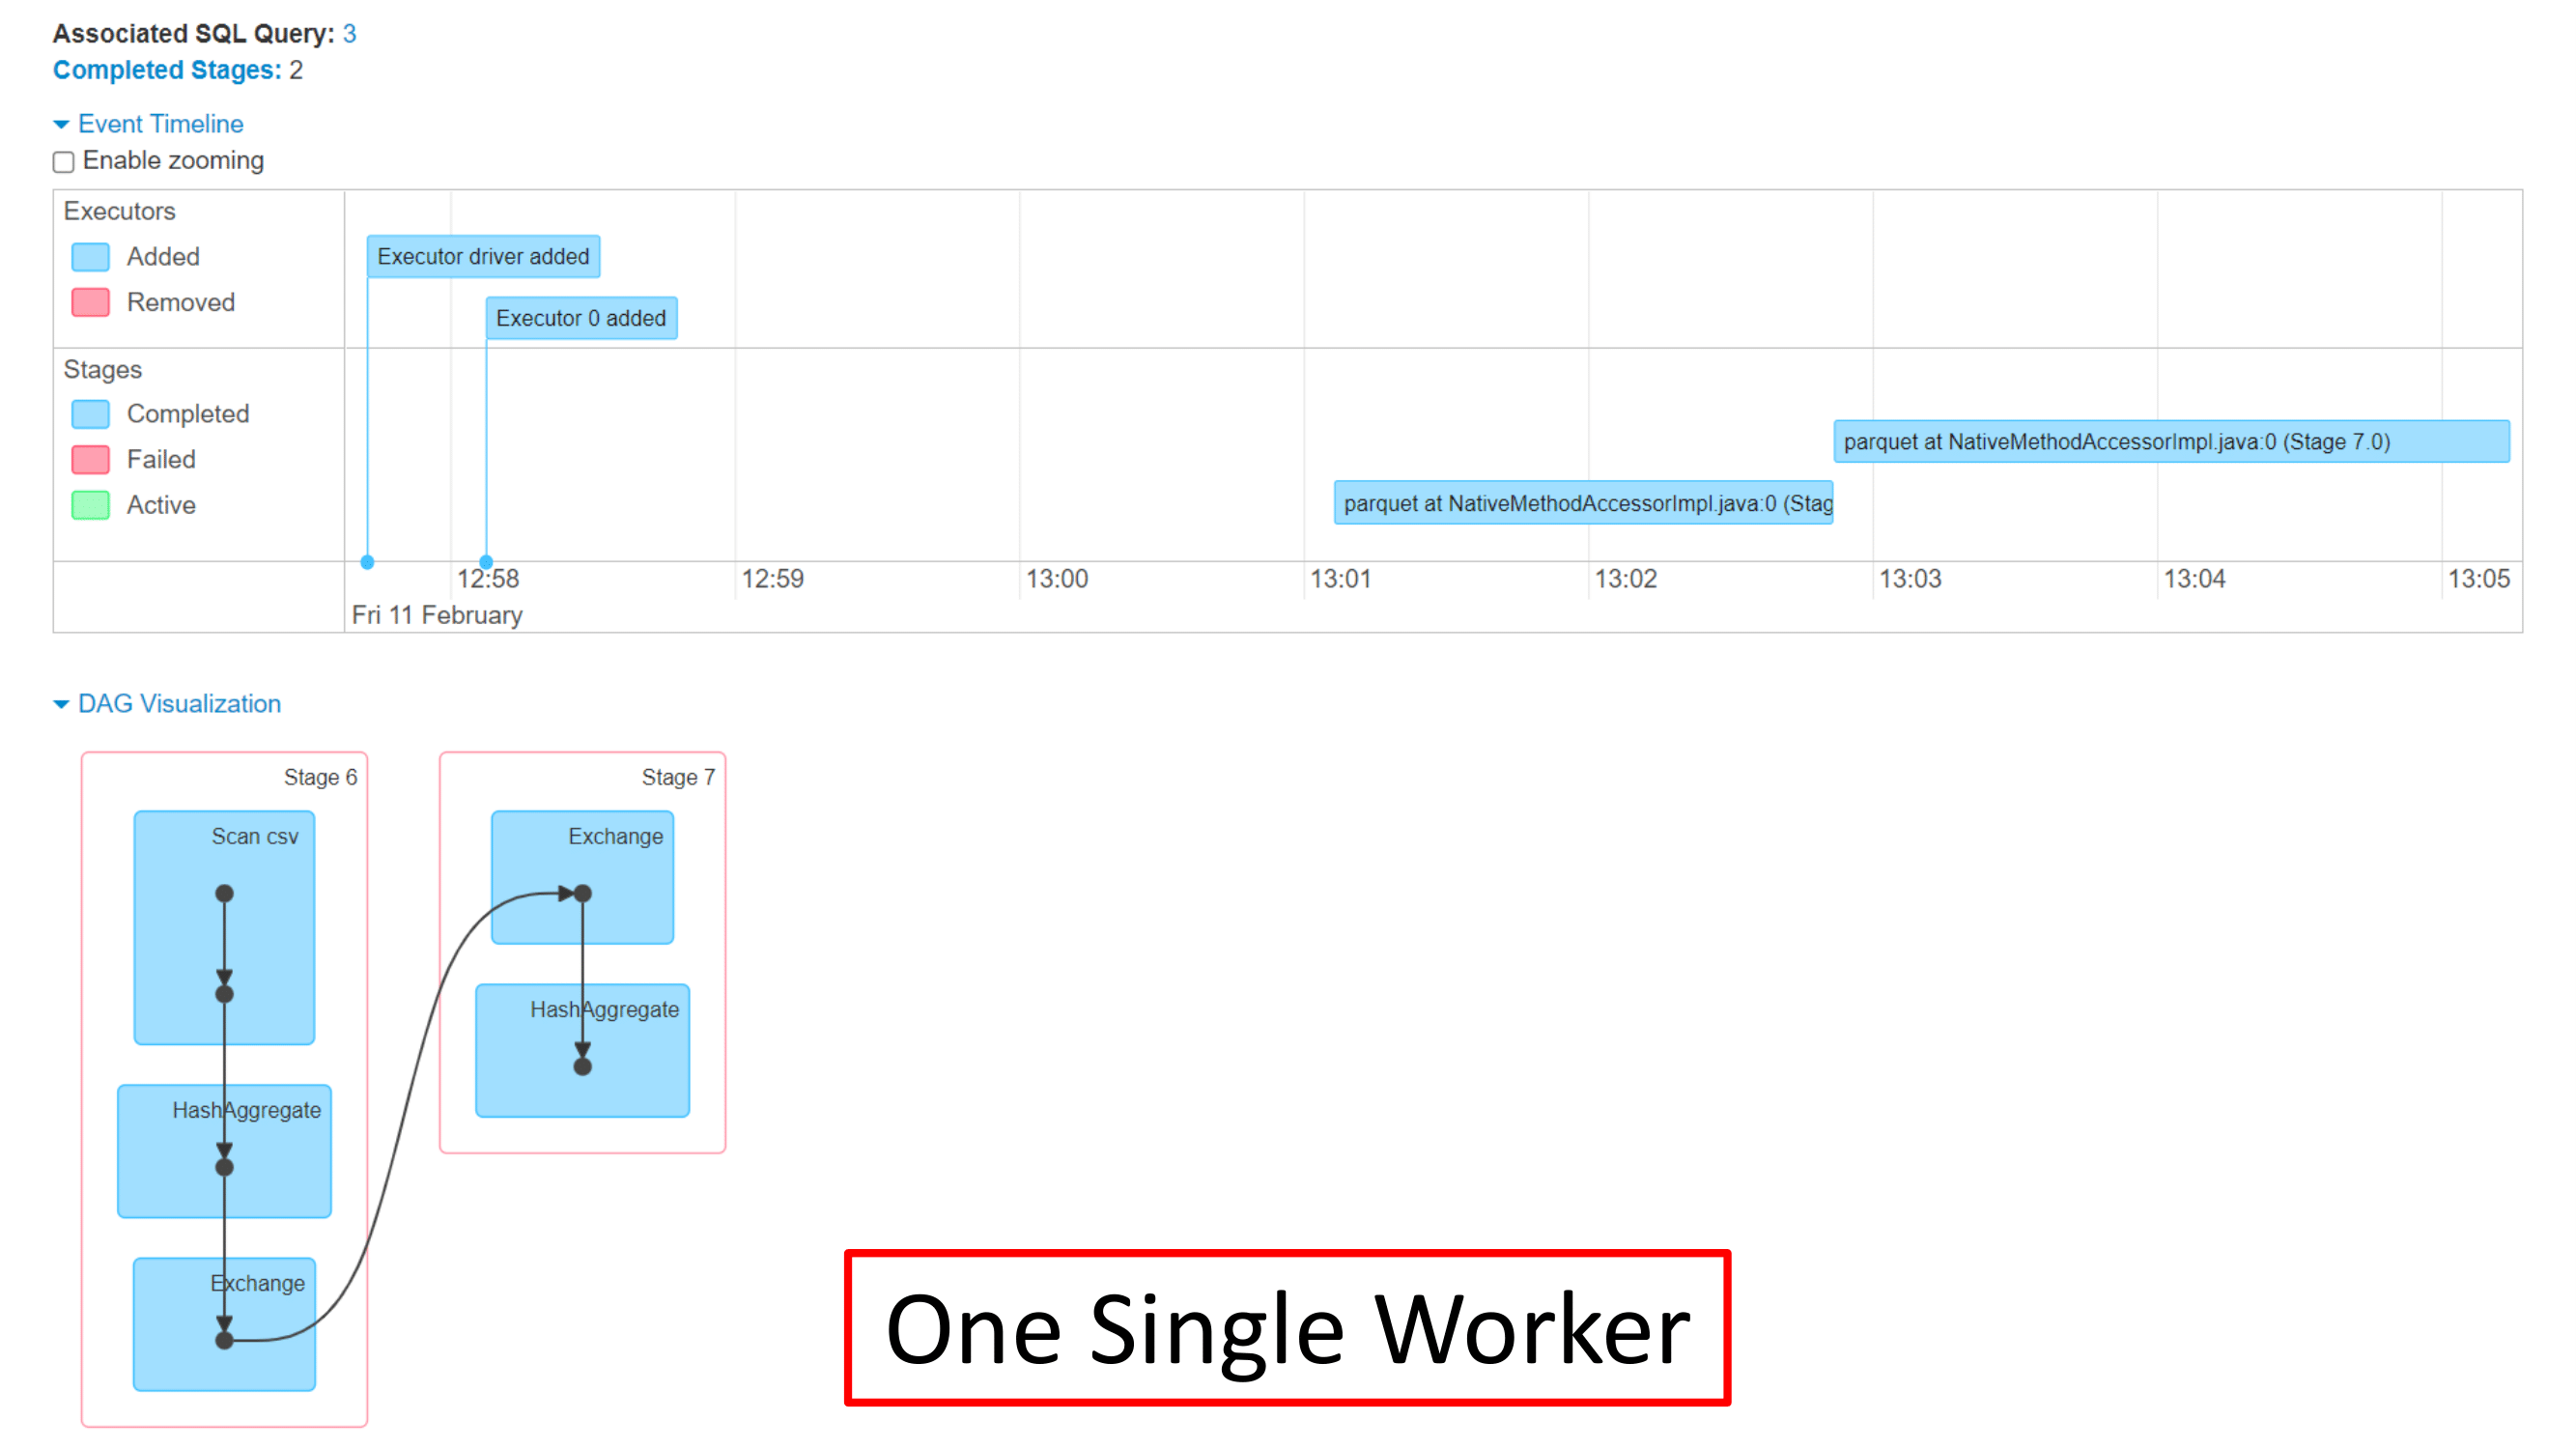 Associated SQL Query: 3
Completed Stages: 2
Event Timeline
Enable zooming
Executors
Added
Removed
Executor driver added
Executor 0 added
Stages
Completed
Failed
Active
parquet at NativeMethodAccessorImpl.java:0 (Stage 7.0)
parquet at NativeMethodAccessorImpl.java:0 (Stag
12:58
12:59
13:00
13:01
13:02
13:03
13:04
13:05
Fri 11 February
DAG Visualization
Stage 6
Scan csv
HashAggregate
Exchange
Stage 7
Exchange
HashAggregate
One Single Worker